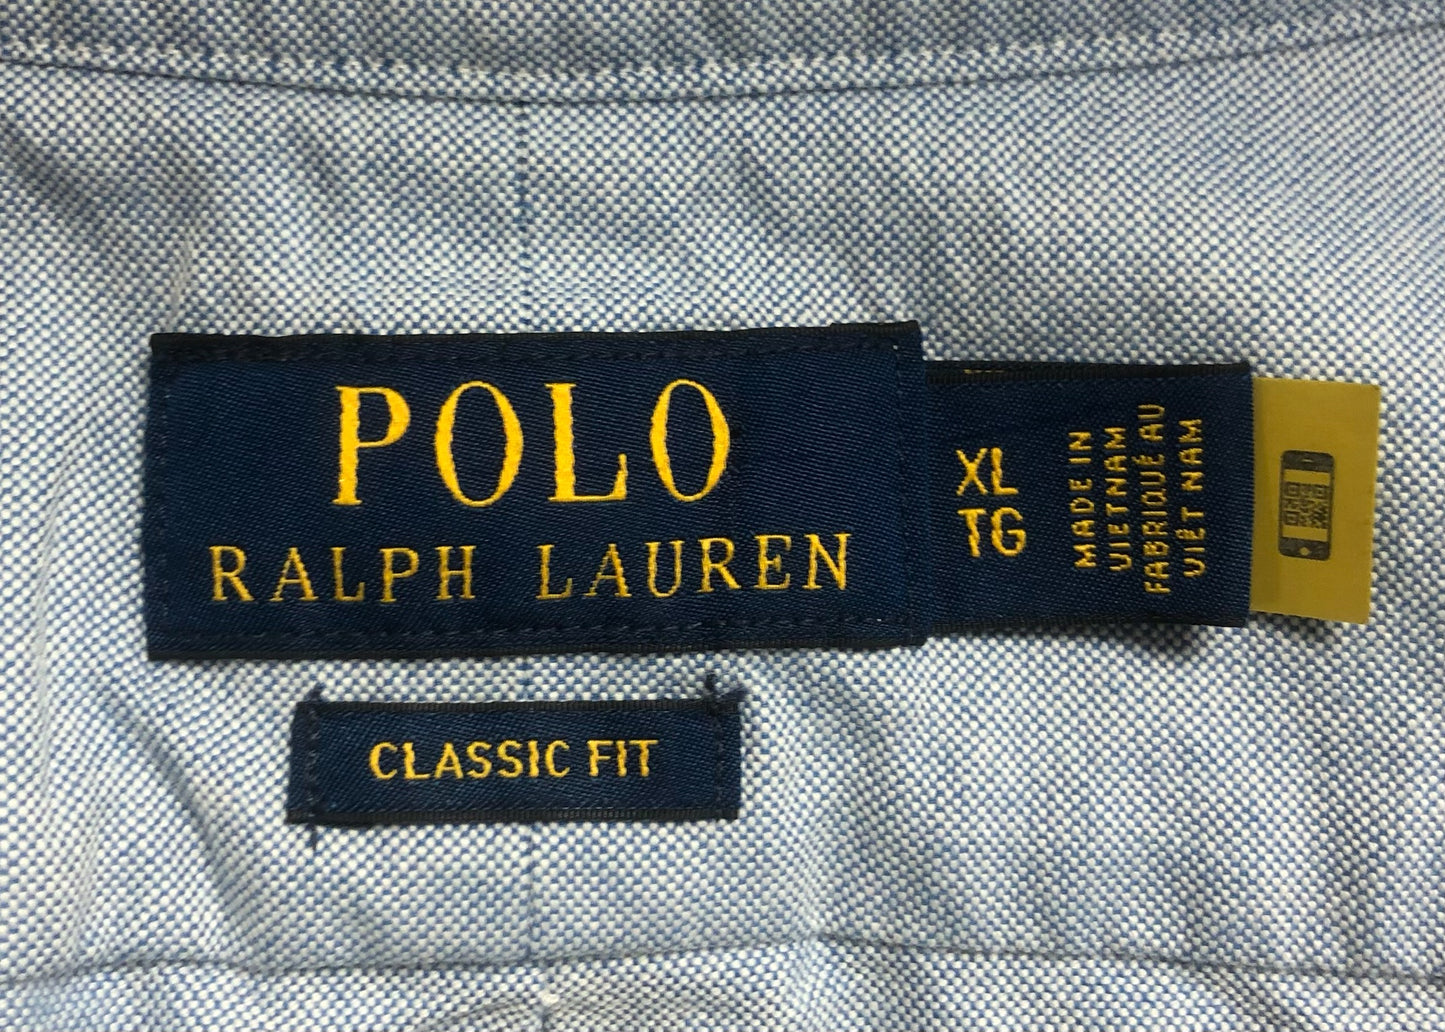 POLO
RALPH LAUREN
XL
TG
MADE IN
VIETNAM
FABRIQUÉ AU
VIÊT NAM
CLASSIC FIT